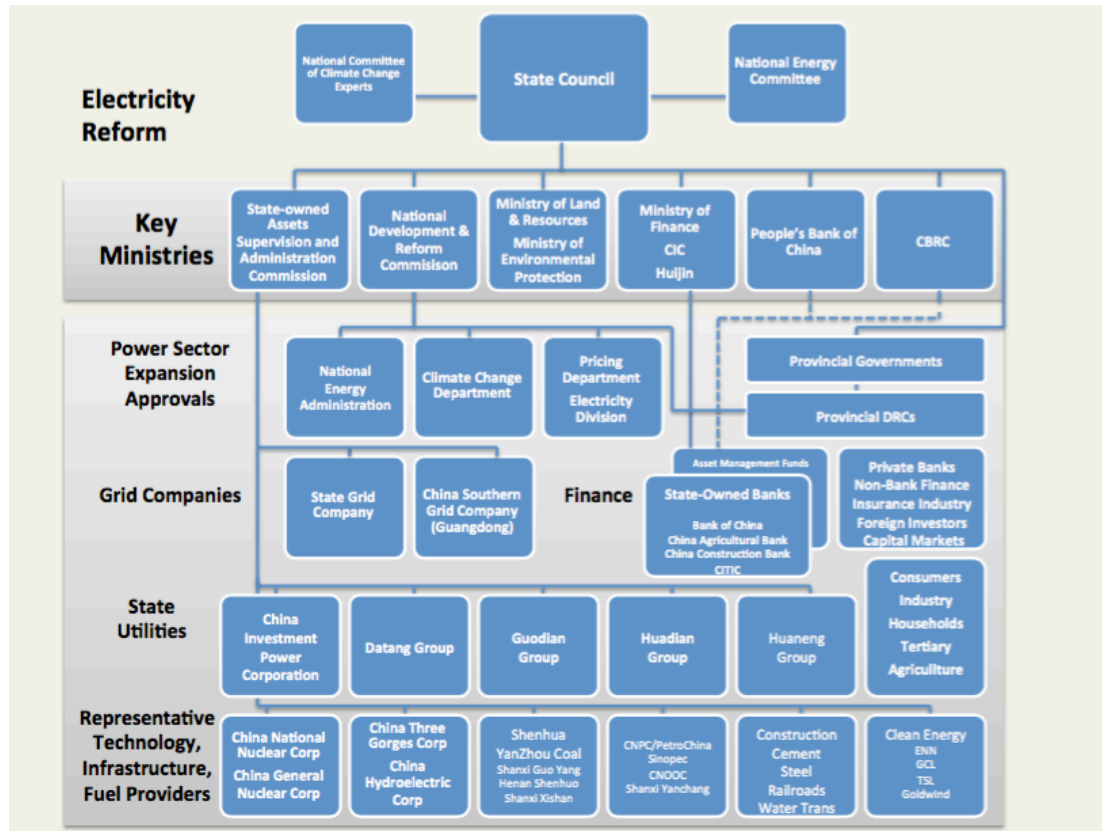 National Committee
of Climate Change
Experts
State Council
National Energy
Committee
Electricity
Reform
Key
Ministries
State-owned
Assets
Supervision and
Administration
Commission
National
Development &
Reform
Commisison
Ministry of Land
& Resources
Ministry of
Environmental
Protection
Ministry of
Finance
CIC
Huijin
People's Bank of
China
CBRC
Power Sector
Expansion
Approvals
National
Energy
Administration
Climate Change
Department
Pricing
Department
Electricity
Division
Provincial Governments
Provincial DRCs
Grid Companies
State Grid
Company
China Southern
Grid Company
(Guangdong)
Finance
Asset Management Funds
State-Owned Banks
Bank of China
China Agricultural Bank
China Construction Bank
CITIC
Private Banks
Non-Bank Finance
Insurance Industry
Foreign Investors
Capital Markets
State
Utilities
China
Investment
Power
Corporation
Datang Group
Guodian
Group
Huadian
Group
Huaneng
Group
Consumers
Industry
Households
Tertiary
Agriculture
Representative
Technology,
Infrastructure,
Fuel Providers
China National
Nuclear Corp
China General
Nuclear Corp
China Three
Gorges Corp
China
Hydroelectric
Corp
Shenhua
YanZhou Coal
Shanxi Guo Yang
Henan Shenhuo
Shanxi Xishan
CNPC/PetroChina
Sinopec
CNOOC
Shanxi Yanchang
Construction
Cement
Steel
Railroads
Water Trans
Clean Energy
ENN
GCL
TSL
Goldwind